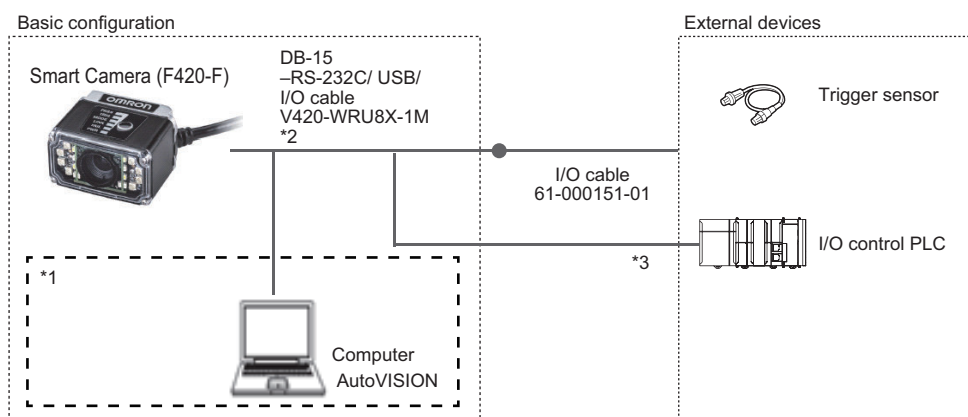 Basic configuration
External devices
Smart Camera (F420-F)
OMRON
DB-15
–RS-232C/ USB/
I/O cable
V420-WRU8X-1M
*2
Trigger sensor
I/O cable
61-000151-01
I/O control PLC
*3
*1
Computer
AutoVISION